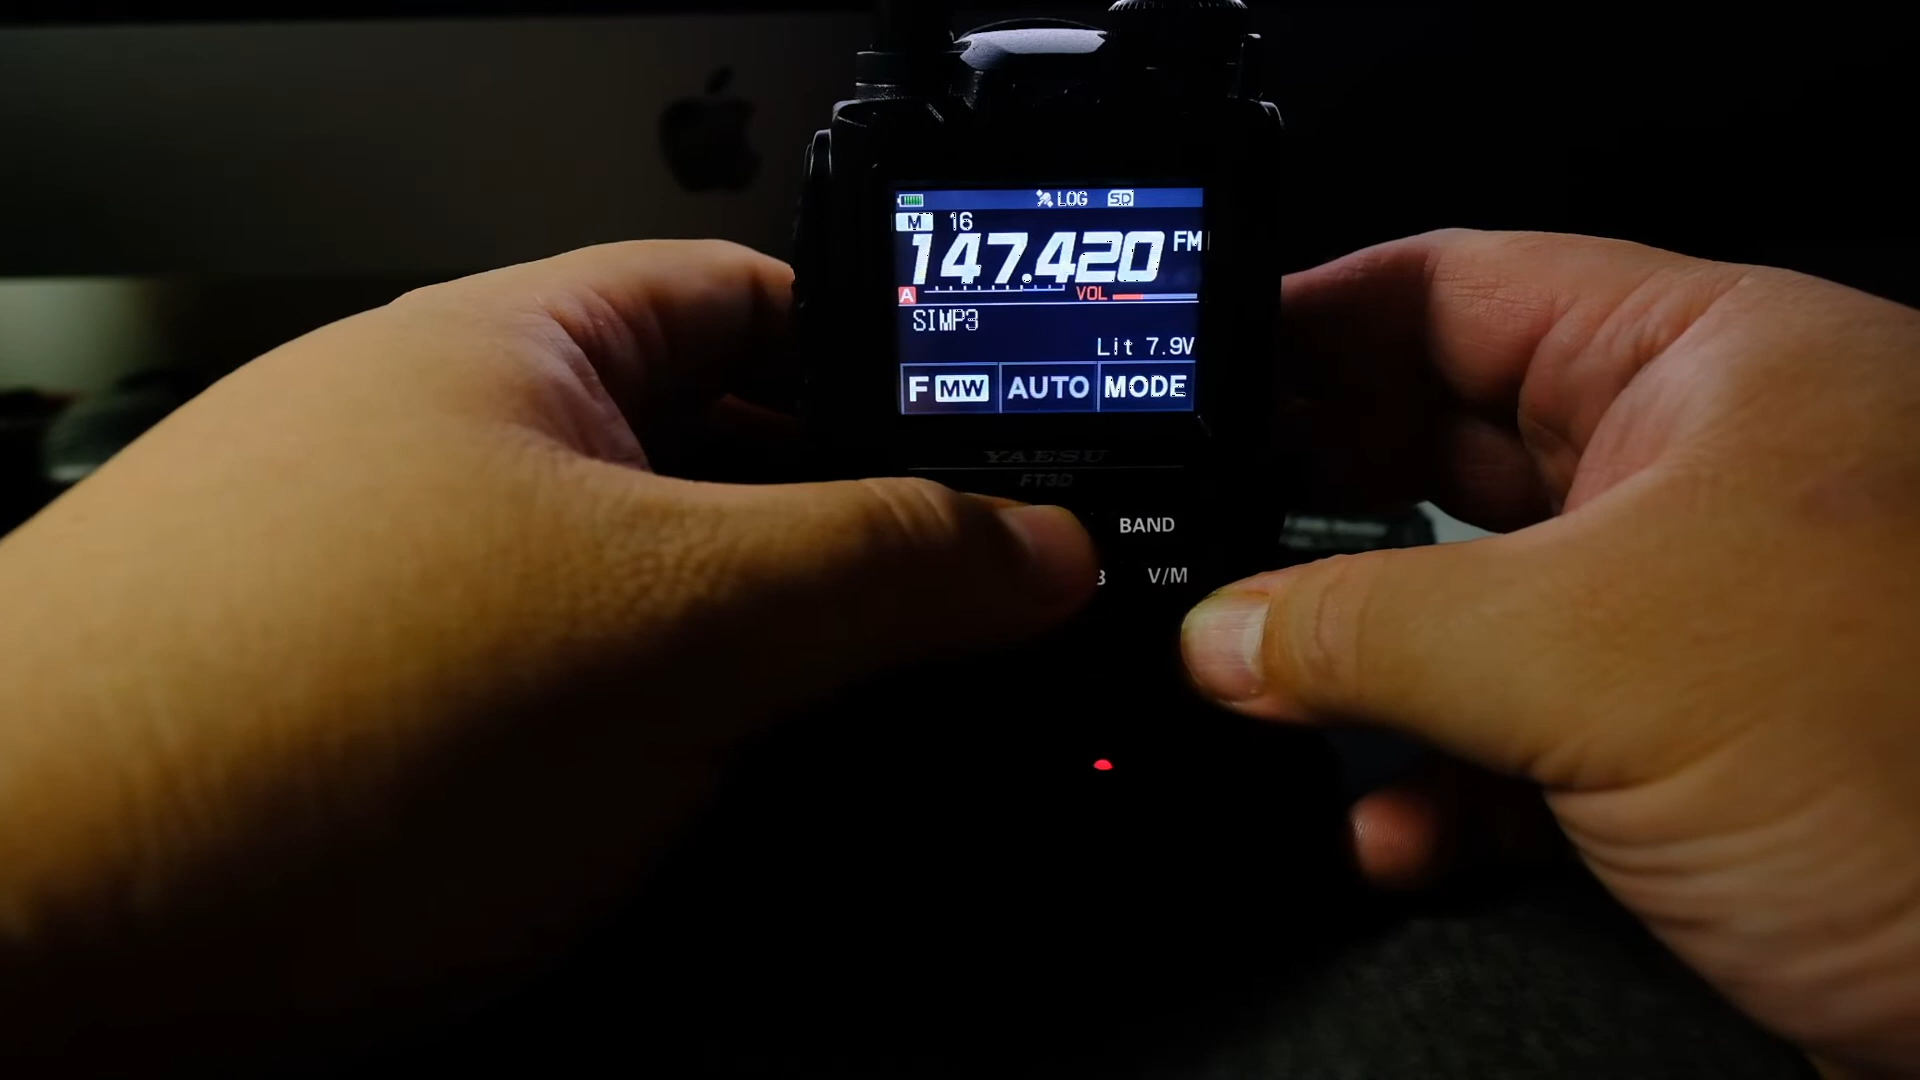 LOG SD
M 16
147.420 FM
A VOL
SIMP3
Lit 7.9V
F MW AUTO MODE
YAESU
FT3D
BAND
V/M